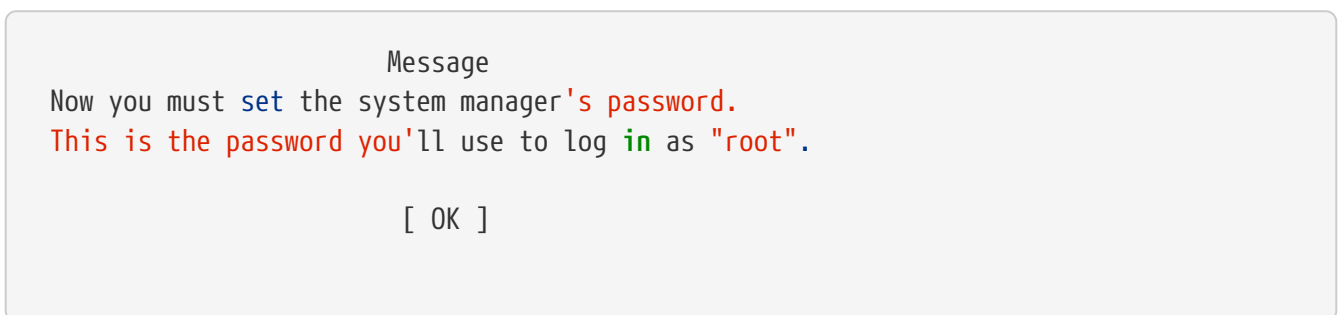 Message
Now you must set the system manager's password.
This is the password you'll use to log in as "root".
[ OK ]